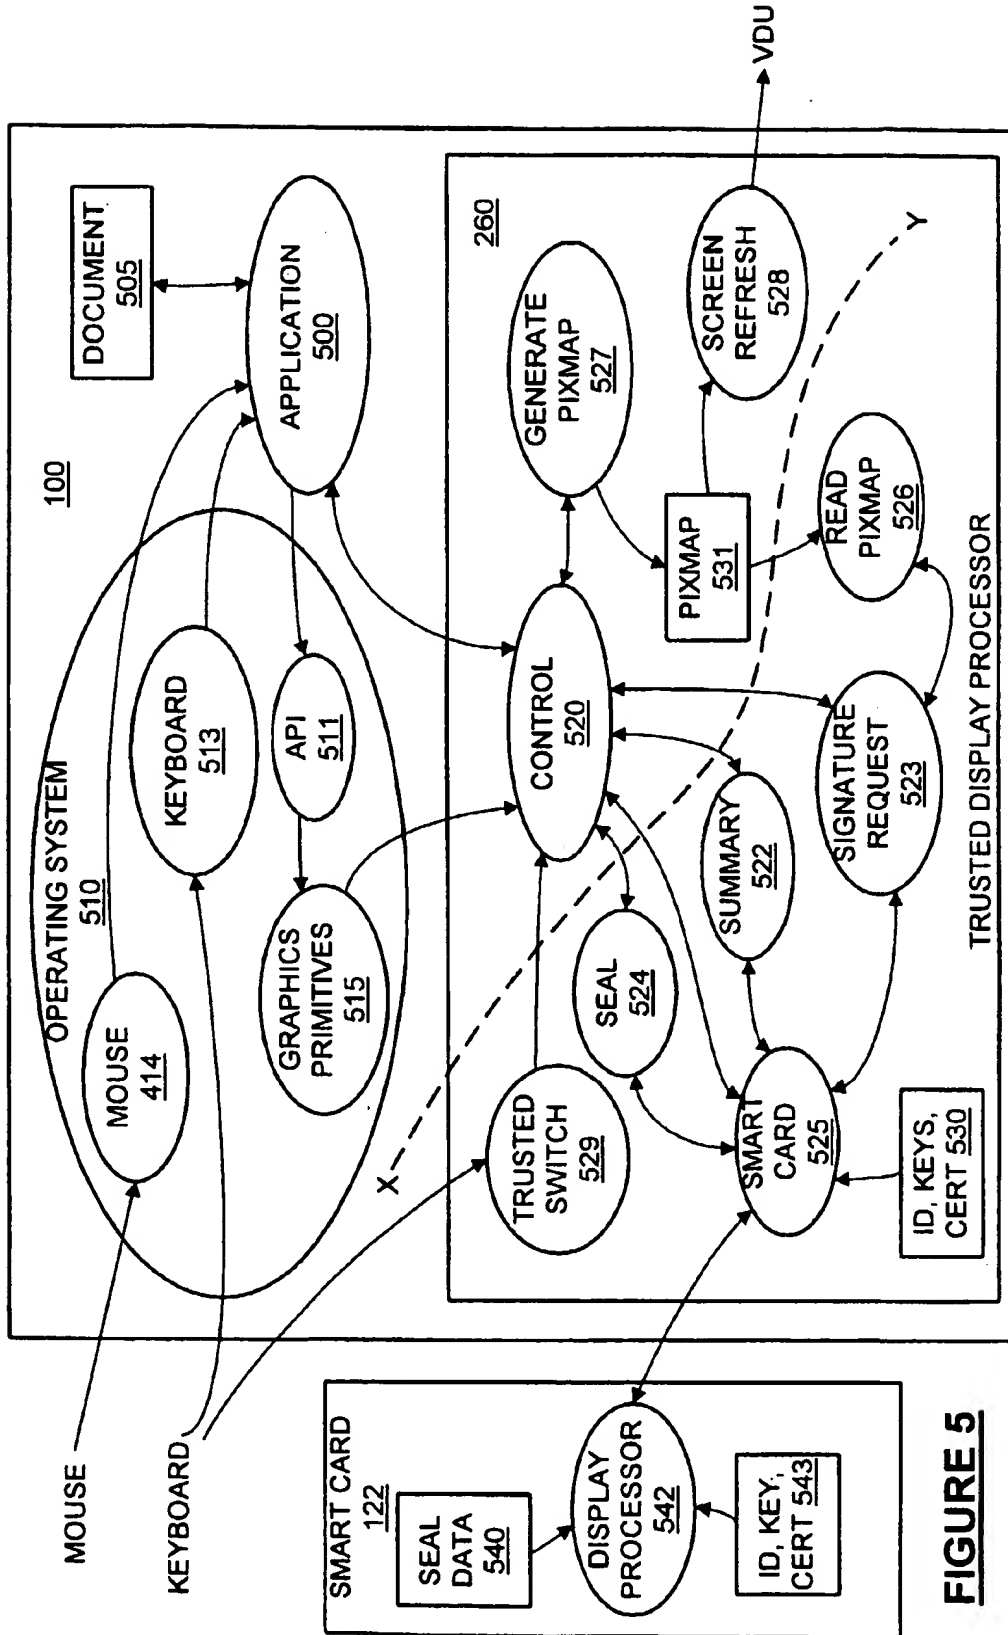 MOUSE
KEYBOARD
100
OPERATING SYSTEM
510
MOUSE
414
KEYBOARD
513
API
511
GRAPHICS
PRIMITIVES
515
DOCUMENT
505
APPLICATION
500
X
260
TRUSTED
SWITCH
529
CONTROL
520
GENERATE
PIXMAP
527
SEAL
524
PIXMAP
531
SCREEN
REFRESH
528
VDU
SUMMARY
522
SMART
CARD
525
SIGNATURE
REQUEST
523
READ
PIXMAP
526
Y
ID, KEYS,
CERT 530
TRUSTED DISPLAY PROCESSOR
SMART CARD
122
SEAL
DATA
540
DISPLAY
PROCESSOR
542
ID, KEY,
CERT 543
FIGURE 5